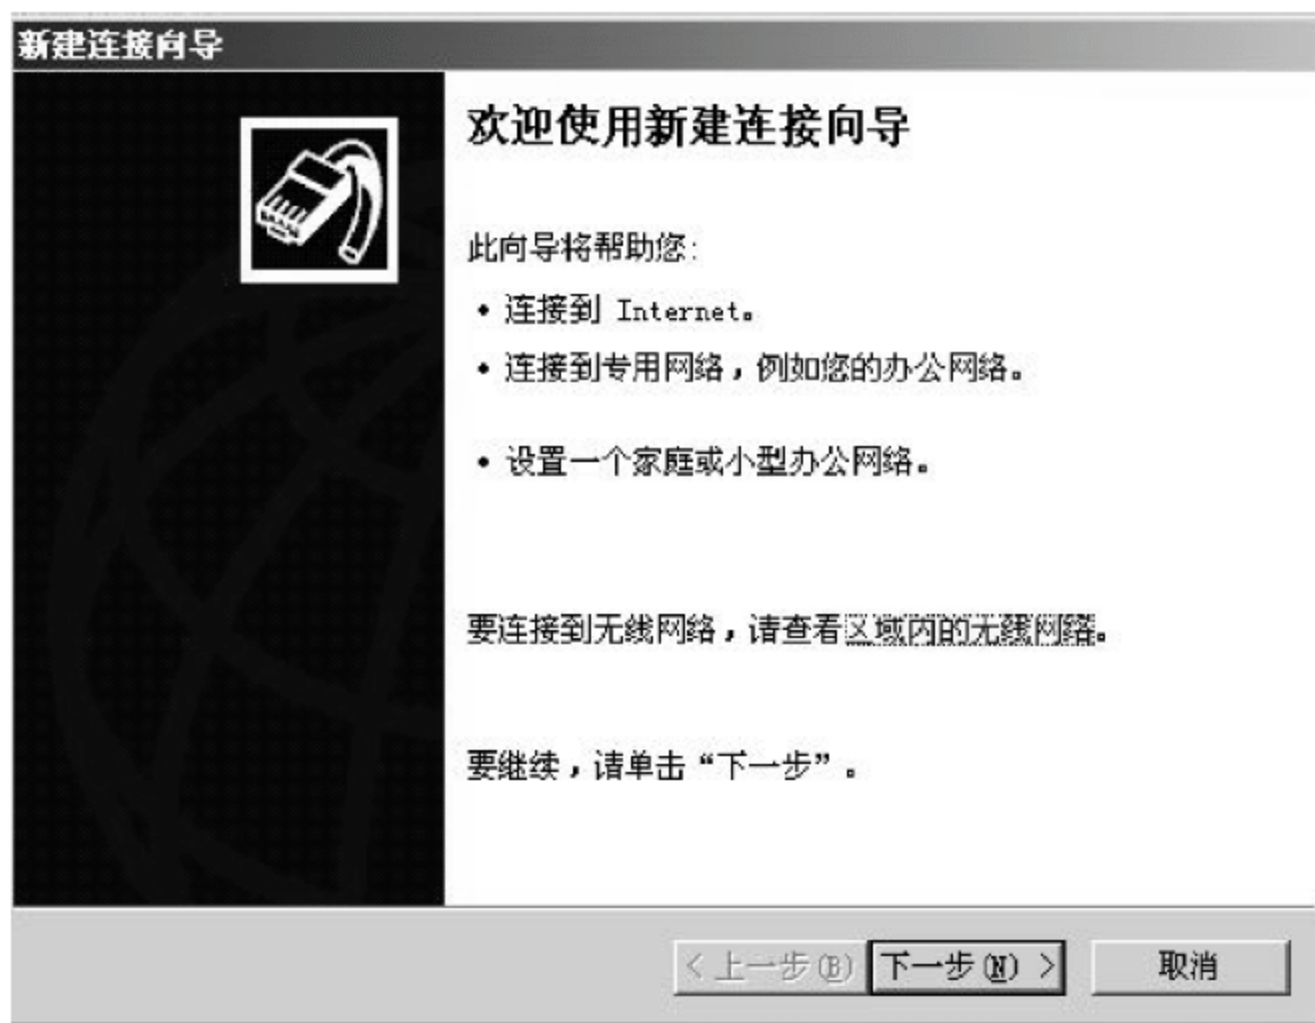 新建连接向导
欢迎使用新建连接向导
此向导将帮助您:
• 连接到 Internet。
• 连接到专用网络，例如您的办公网络。
• 设置一个家庭或小型办公网络。
要连接到无线网络，请查看区域内的无线网络。
要继续，请单击“下一步”。
< 上一步(B) 下一步(N) > 取消